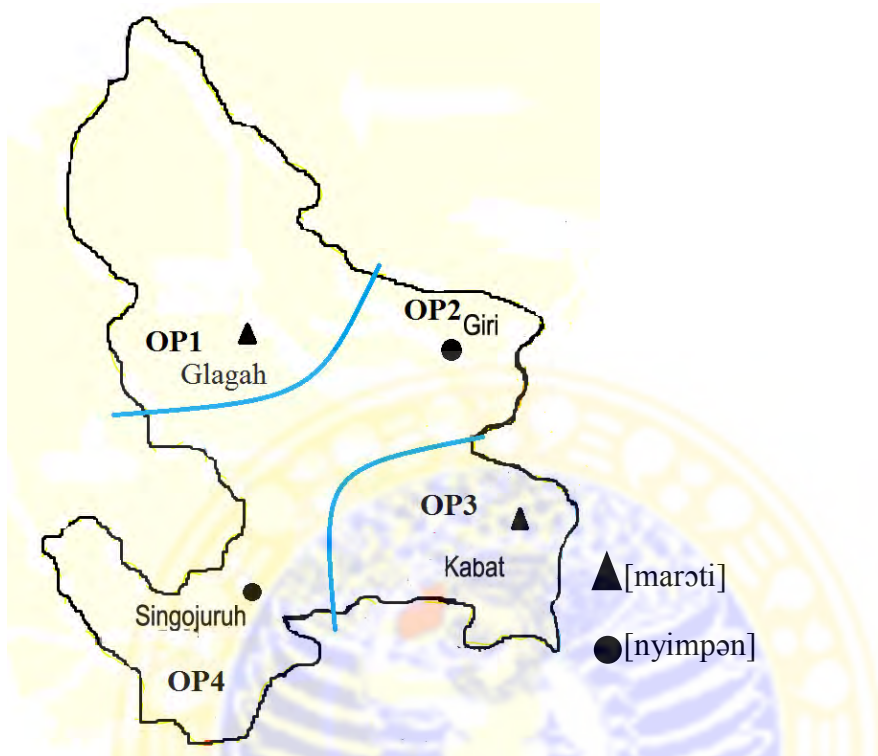 OP2
Giri
OP1
Glagah
OP3
Kabat
[marɔti]
Singojuruh
[nyimpən]
OP4